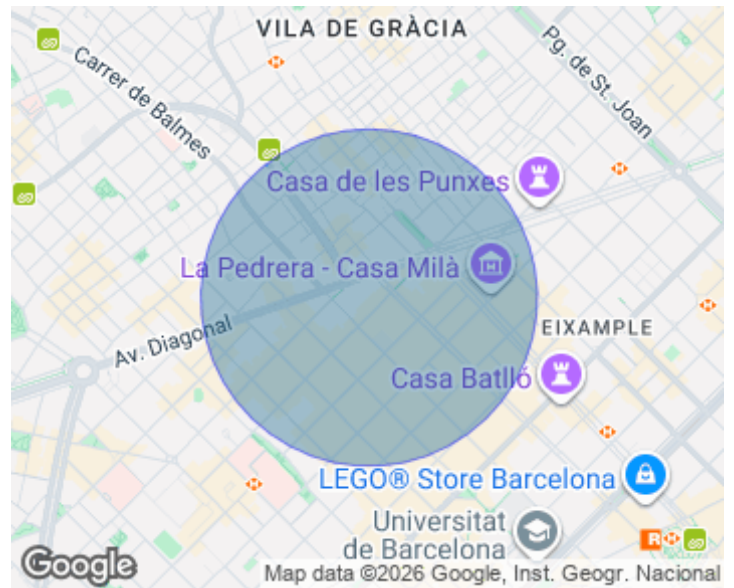 VILA DE GRÀCIA
Pg. de St. Joan
Carrer de Balmes
Casa de les Punxes
La Pedrera - Casa Milà
Av. Diagonal
EIXAMPLE
Casa Batlló
LEGO® Store Barcelona
Universitat
de Barcelona
R
Google
Map data ©2026 Google, Inst. Geogr. Nacional